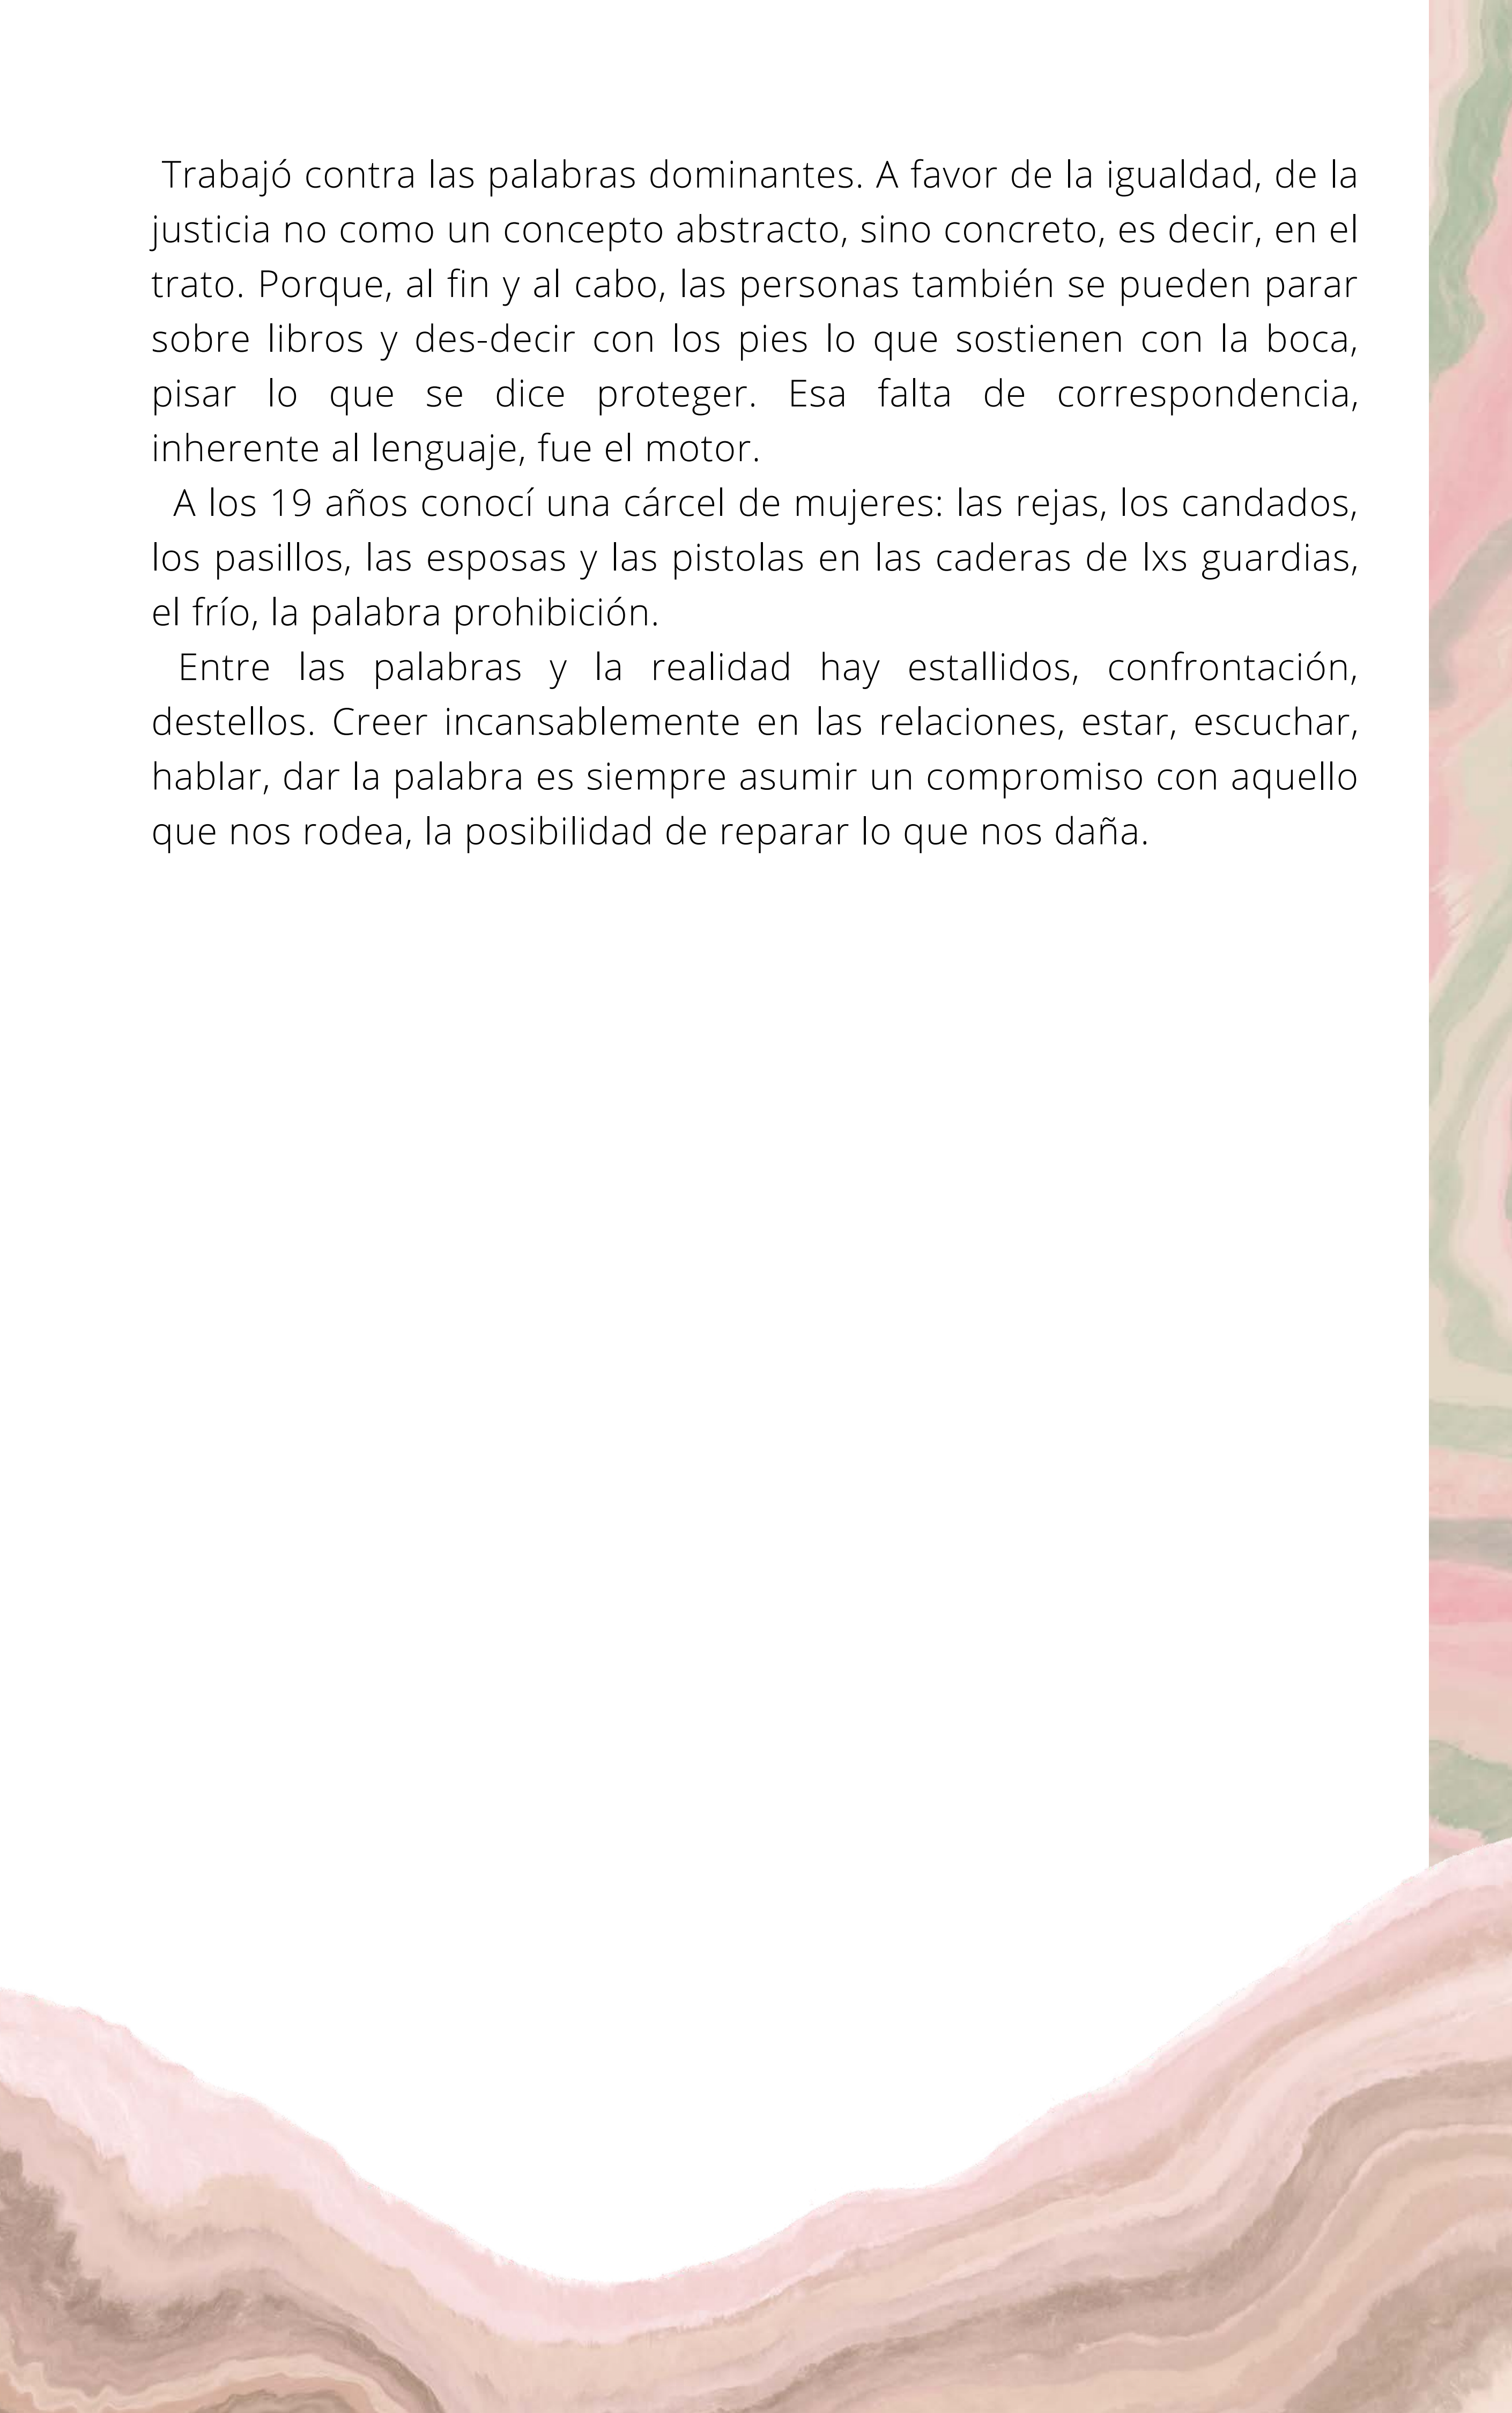 Trabajó contra las palabras dominantes. A favor de la igualdad, de la
justicia no como un concepto abstracto, sino concreto, es decir, en el
trato. Porque, al fin y al cabo, las personas también se pueden parar
sobre libros y des-decir con los pies lo que sostienen con la boca,
pisar lo que se dice proteger. Esa falta de correspondencia,
inherente al lenguaje, fue el motor.
A los 19 años conocí una cárcel de mujeres: las rejas, los candados,
los pasillos, las esposas y las pistolas en las caderas de lxs guardias,
el frío, la palabra prohibición.
Entre las palabras y la realidad hay estallidos, confrontación,
destellos. Creer incansablemente en las relaciones, estar, escuchar,
hablar, dar la palabra es siempre asumir un compromiso con aquello
que nos rodea, la posibilidad de reparar lo que nos daña.